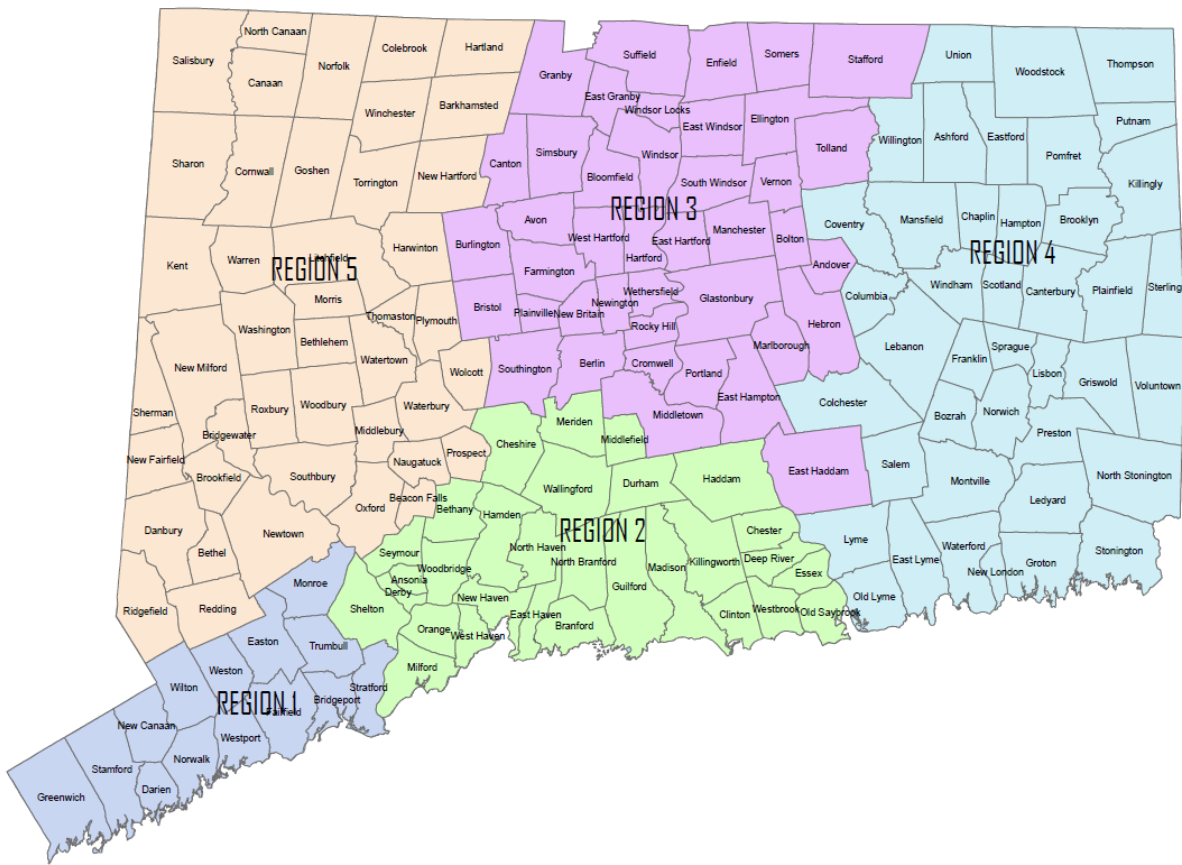 North Canaan
Colebrook
Hartland
Salisbury
Norfolk
Canaan
Winchester
Barkhamsted
Sharon
Cornwall
Goshen
Torrington
New Hartford
Kent
Warren
Litchfield
Harwinton
REGION 5
Morris
Thomaston
Plymouth
Washington
Bethlehem
Watertown
New Milford
Wolcott
Sherman
Roxbury
Woodbury
Waterbury
Bridgewater
Middlebury
New Fairfield
Brookfield
Southbury
Naugatuck
Prospect
Beacon Falls
Oxford
Danbury
Bethel
Newtown
Ridgefield
Redding
Granby
Suffield
Enfield
Somers
Stafford
East Granby
Windsor Locks
East Windsor
Ellington
Canton
Simsbury
Bloomfield
Windsor
Tolland
South Windsor
Vernon
REGION 3
Avon
Burlington
West Hartford
East Hartford
Manchester
Bolton
Hartford
Andover
Farmington
Wethersfield
Newington
Glastonbury
Bristol
Plainville
New Britain
Rocky Hill
Hebron
Marlborough
Southington
Berlin
Cromwell
Portland
East Hampton
Middletown
East Haddam
Union
Woodstock
Thompson
Putnam
Willington
Ashford
Eastford
Pomfret
Killingly
Coventry
Mansfield
Chaplin
Hampton
Brooklyn
REGION 4
Columbia
Windham
Scotland
Canterbury
Plainfield
Sterling
Lebanon
Franklin
Sprague
Lisbon
Griswold
Voluntown
Colchester
Bozrah
Norwich
Preston
Salem
Montville
Ledyard
North Stonington
Lyme
East Lyme
Waterford
New London
Groton
Stonington
Old Lyme
Meriden
Cheshire
Middlefield
Wallingford
Durham
Haddam
Bethany
Hamden
REGION 2
Chester
Seymour
Woodbridge
North Haven
North Branford
Madison
Killingworth
Deep River
Essex
Ansonia
Derby
Guilford
Shelton
New Haven
East Haven
Branford
Clinton
Westbrook
Old Saybrook
Orange
West Haven
Milford
Monroe
Easton
Trumbull
Weston
Wilton
Stratford
REGION 1
Bridgeport
Fairfield
New Canaan
Westport
Norwalk
Stamford
Darien
Greenwich